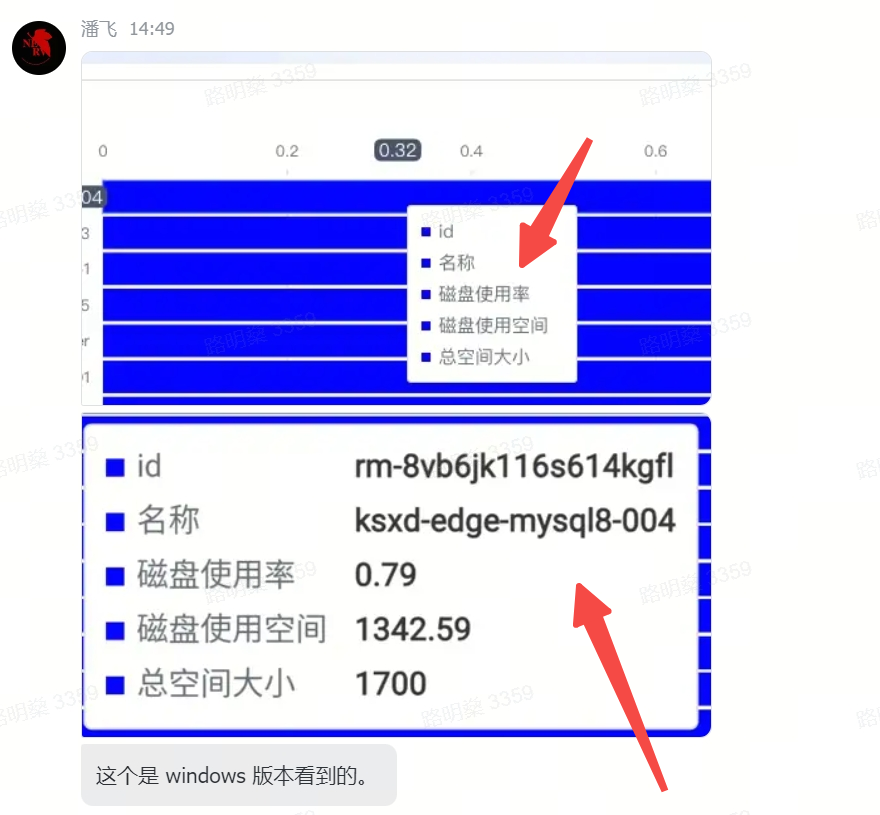 潘飞 14:49
0 0.2 0.32 0.4 0.6
04
3
1
5
er
01
id
名称
磁盘使用率
磁盘使用空间
总空间大小
id rm-8vb6jk116s614kgfl
名称 ksxd-edge-mysql8-004
磁盘使用率 0.79
磁盘使用空间 1342.59
总空间大小 1700
这个是 windows 版本看到的。
路明粲 3359